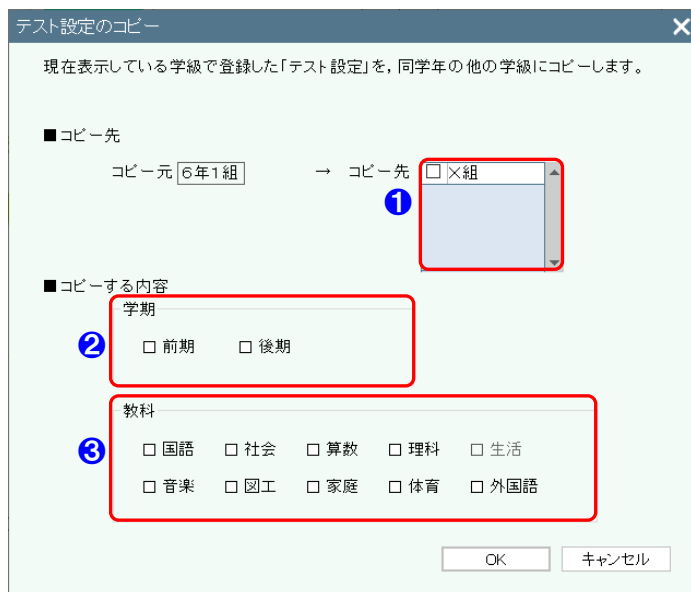 テスト設定のコピー
現在表示している学級で登録した「テスト設定」を，同学年の他の学級にコピーします。
■コピー先
コピー元 6年1組 → コピー先 □ ×組
❶
■コピーする内容
学期
❷ □ 前期 □ 後期
教科
❸ □ 国語 □ 社会 □ 算数 □ 理科 □ 生活
□ 音楽 □ 図工 □ 家庭 □ 体育 □ 外国語
OK キャンセル